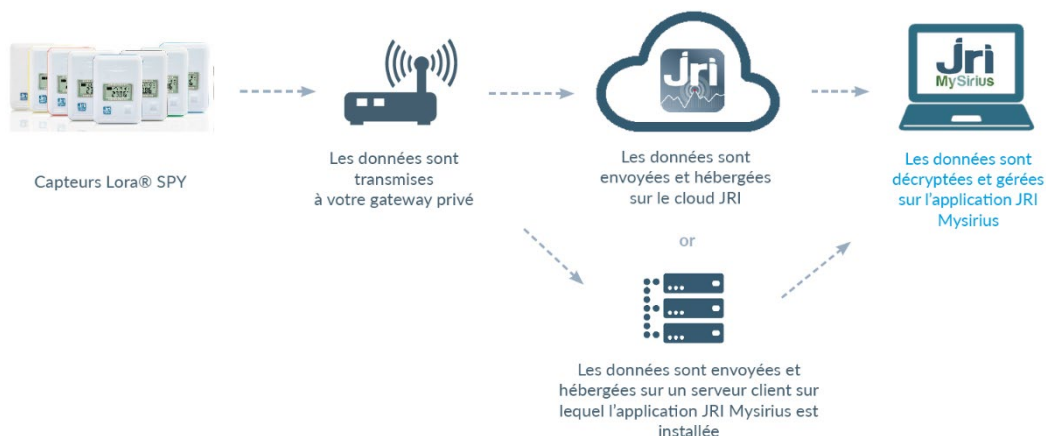 Jri
Jri
MySirius
Capteurs Lora® SPY
Les données sont
transmises
à votre gateway privé
Les données sont
envoyées et hébergées
sur le cloud JRI
Les données sont
décryptées et gérées
sur l'application JRI
Mysirius
or
Les données sont envoyées et
hébergées sur un serveur client sur
lequel l'application JRI Mysirius est
installée